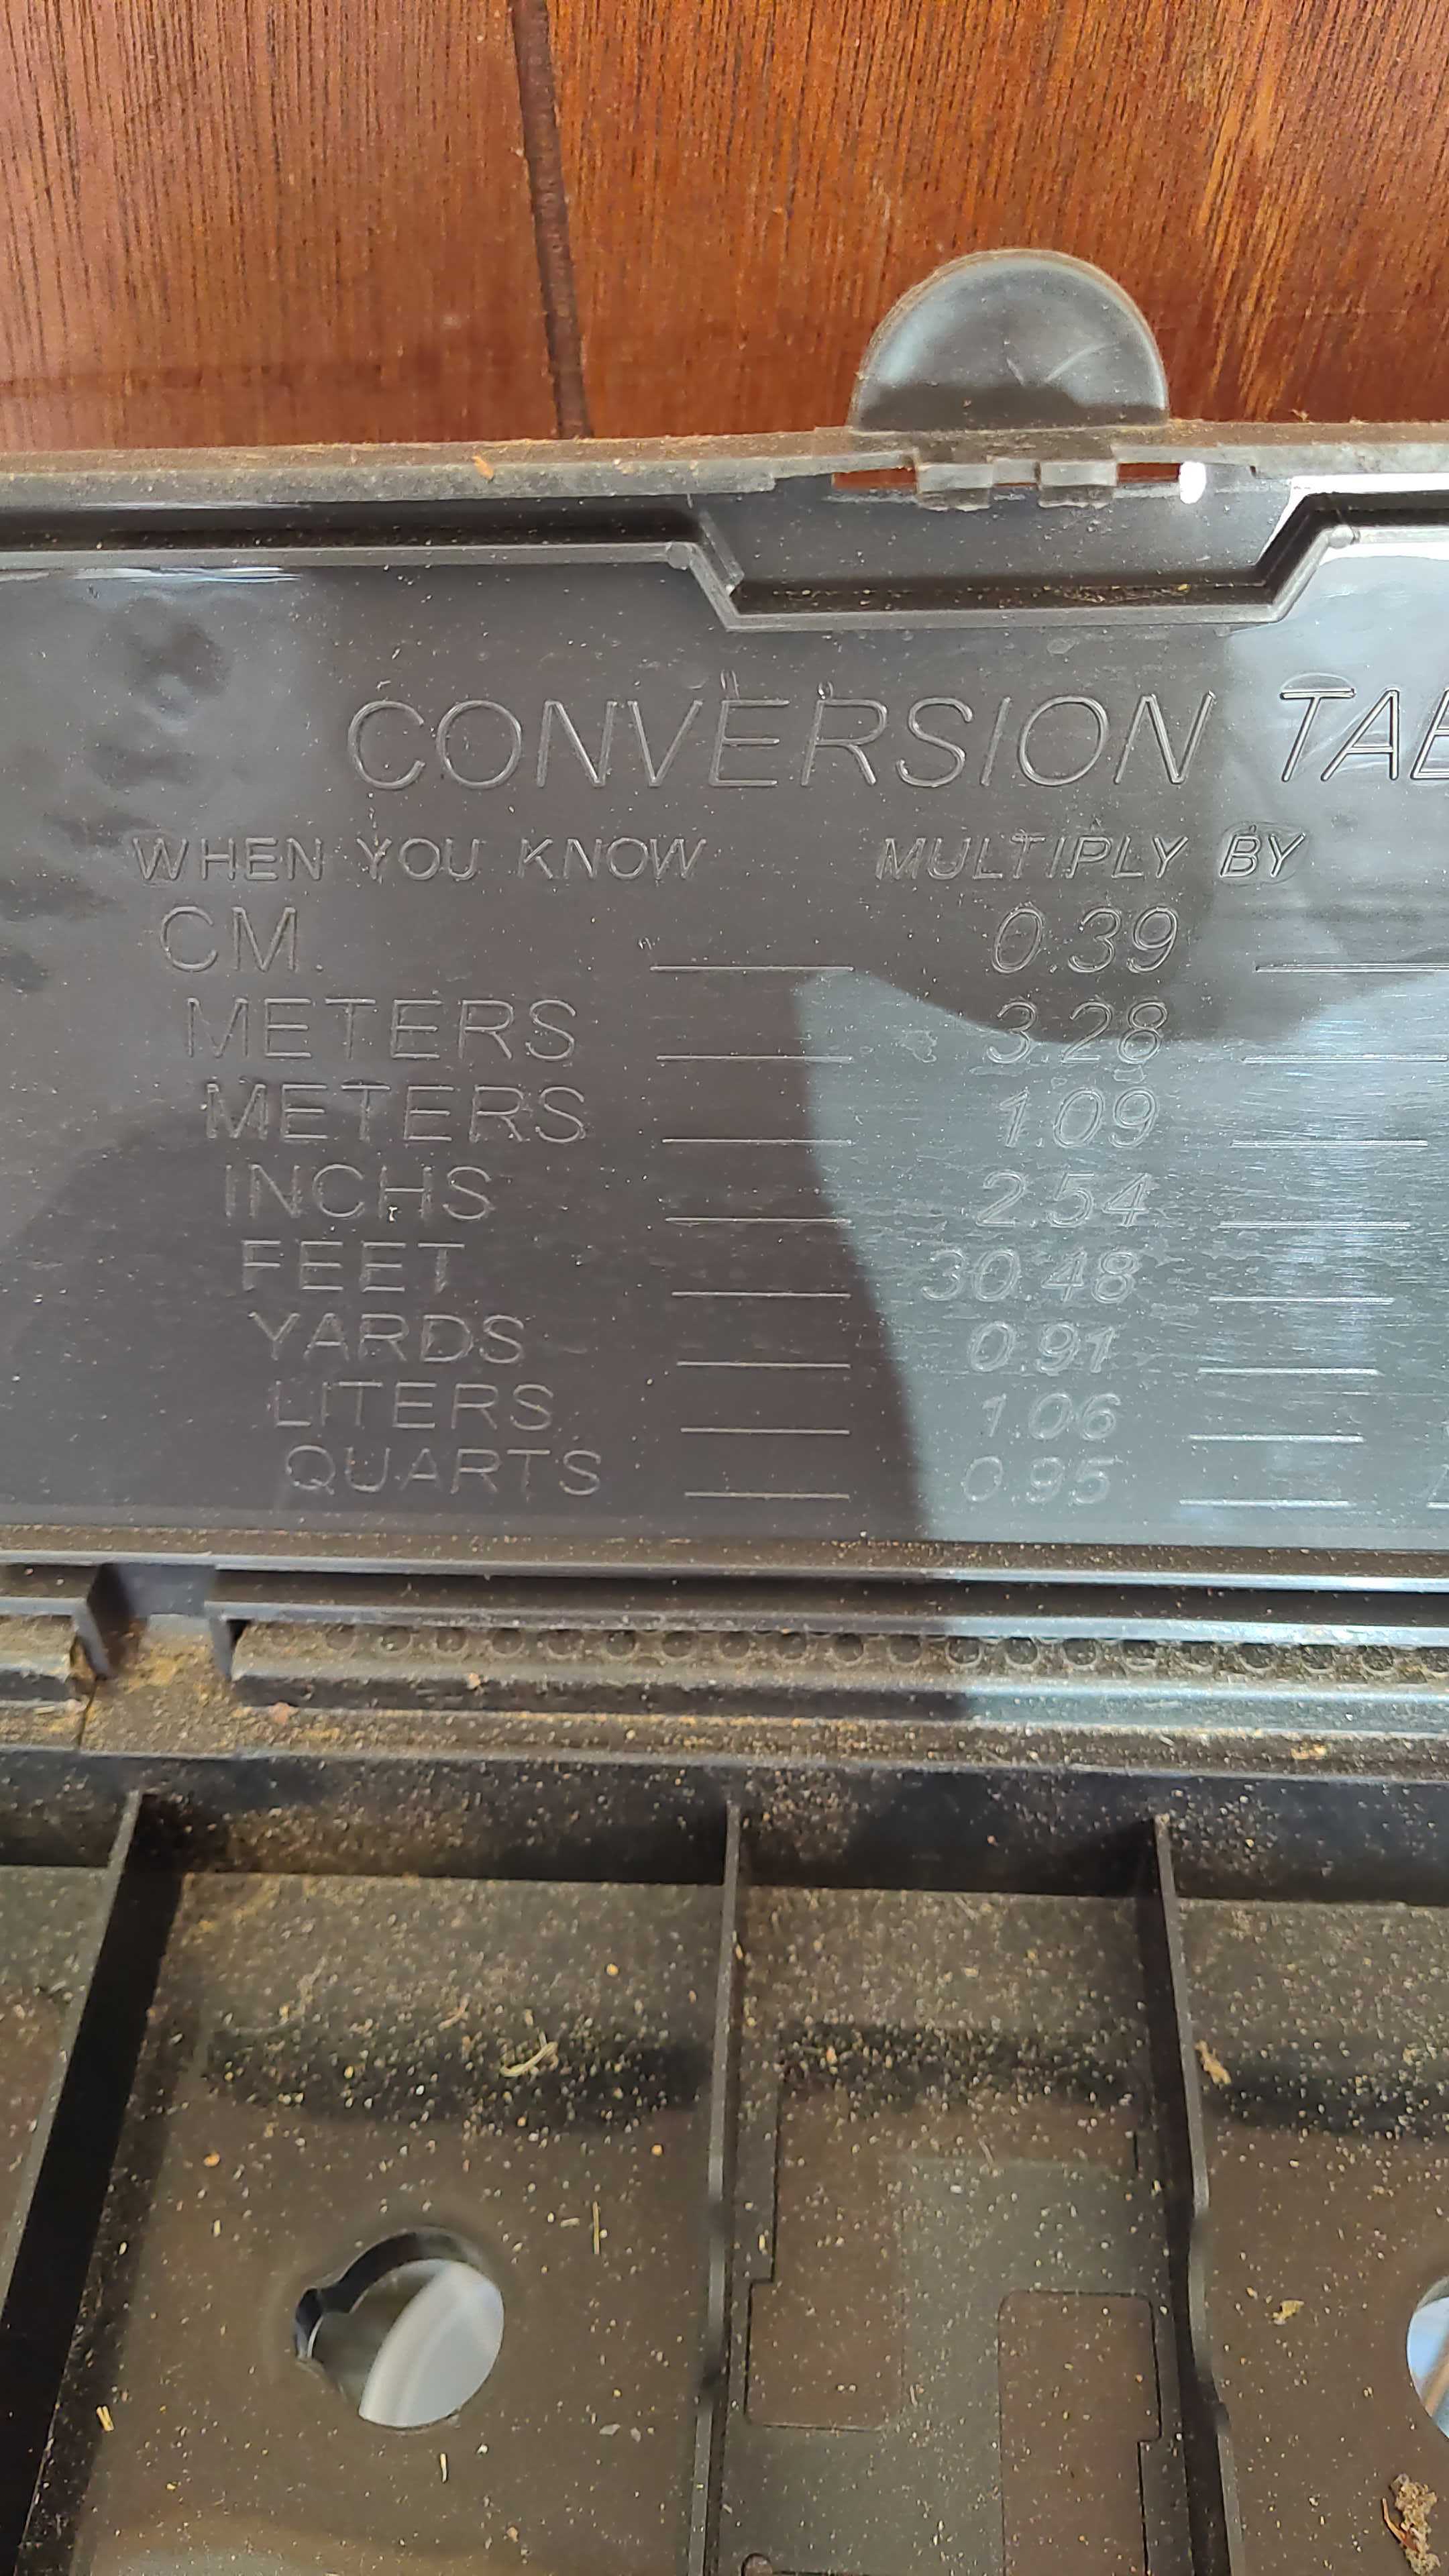 CONVERSION TAB
WHEN YOU KNOW MULTIPLY BY
CM. 0.39
METERS 3.28
METERS 1.09
INCHS 2.54
FEET 30.48
YARDS 0.91
LITERS 1.06
QUARTS 0.95